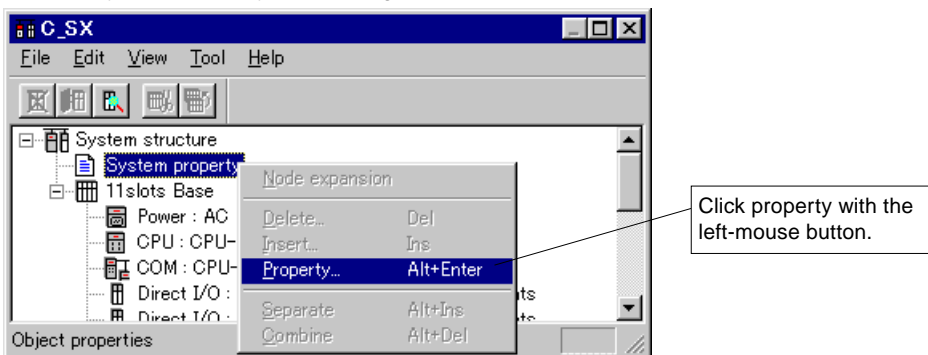 C_SX
File Edit View Tool Help
System structure
System property
Node expansion
11slots Base
Power : AC
Delete... Del
CPU : CPU-
Insert... Ins
COM : CPU-
Property... Alt+Enter
Click property with the
left-mouse button.
Direct I/O :
nts
Separate Alt+Ins
Direct I/O :
nts
Combine Alt+Del
Object properties